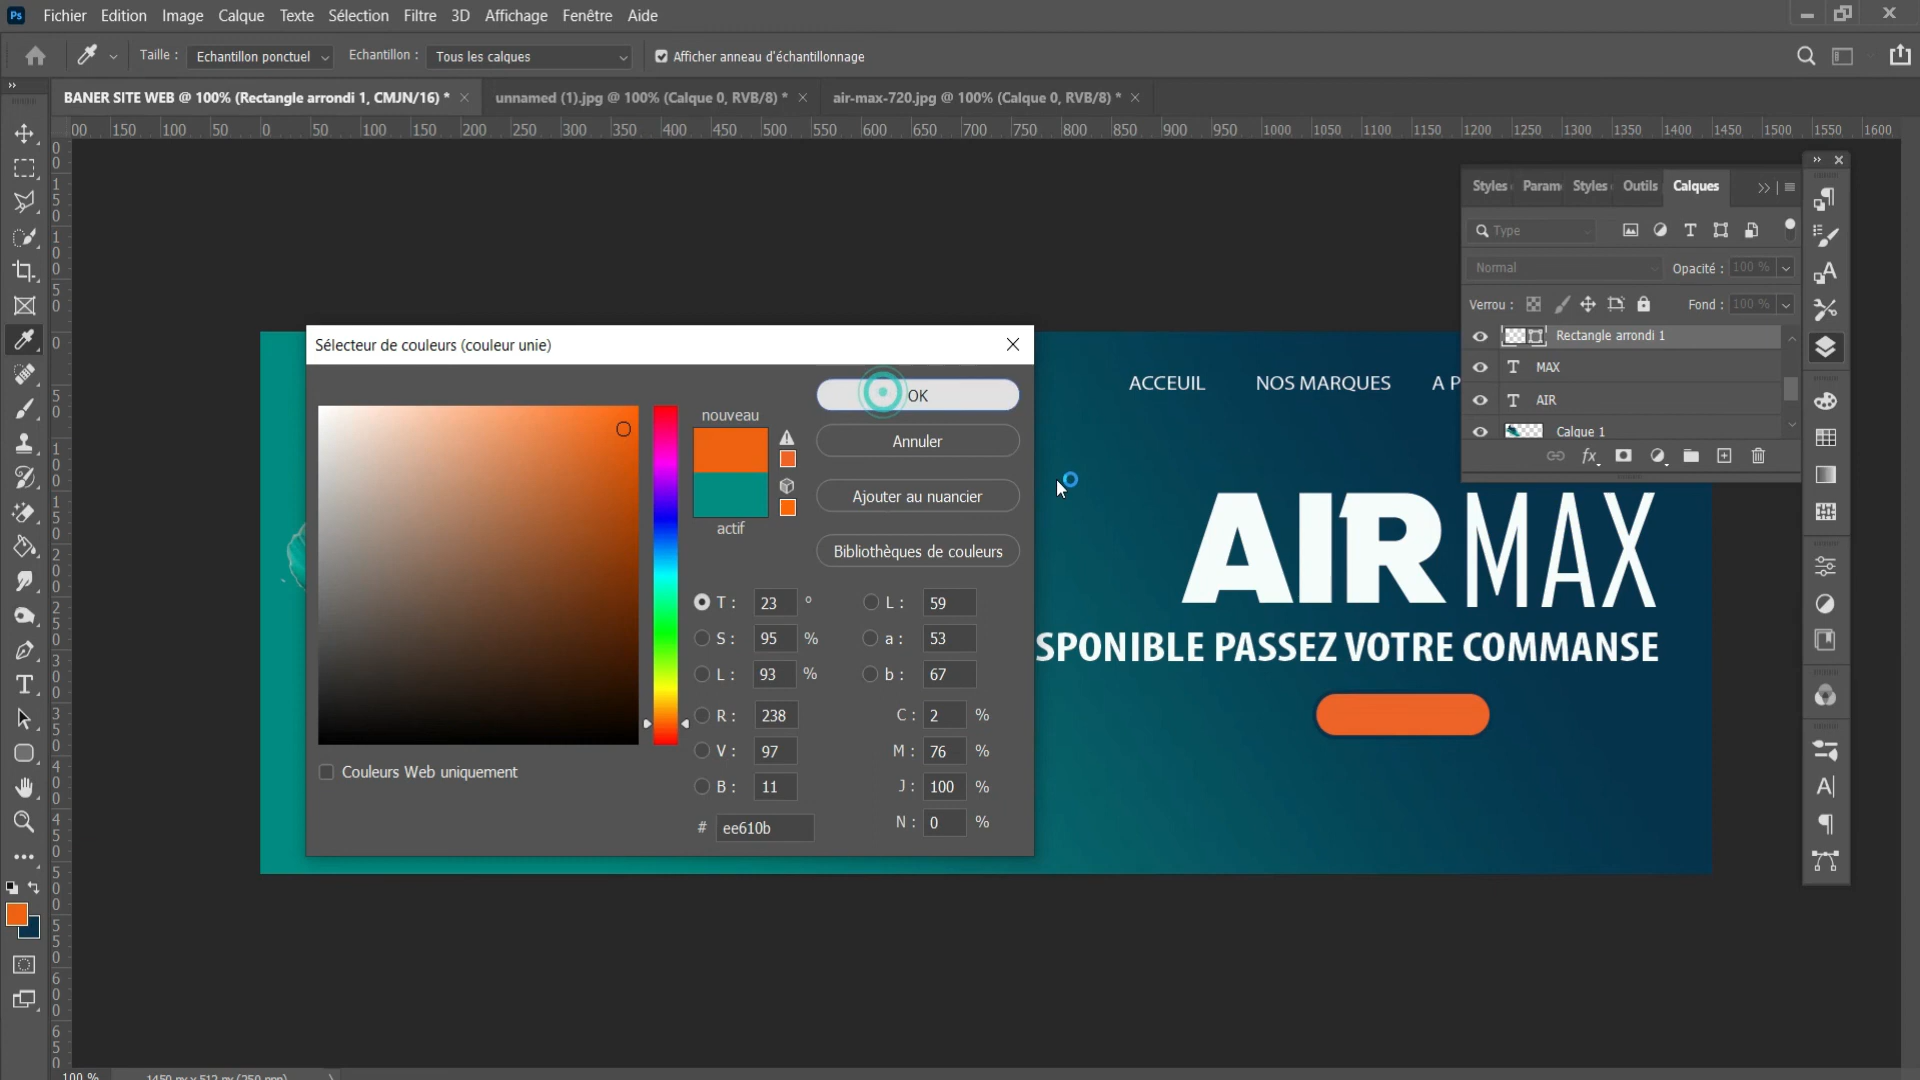 Ps Fichier Edition Image Calque Texte Sélection Filtre 3D Affichage Fenêtre Aide
Taille : Echantillon ponctuel Echantillon : Tous les calques Afficher anneau d'échantillonnage
BANER SITE WEB @ 100% (Rectangle arrondi 1, CMJN/16) * unnamed (1).jpg @ 100% (Calque 0, RVB/8) * air-max-720.jpg @ 100% (Calque 0, RVB/8) *
00 150 100 50 0 50 100 150 200 250 300 350 400 450 500 550 600 650 700 750 800 850 900 950 1000 1050 1100 1150 1200 1250 1300 1350 1400 1450 1500 1550 1600
Styles Param Styles Outils Calques
Type
Normal Opacité : 100 %
Verrou : Fond : 100 %
Rectangle arrondi 1
MAX
AIR
Calque 1
Sélecteur de couleurs (couleur unie)
nouveau
actif
OK
Annuler
Ajouter au nuancier
Bibliothèques de couleurs
T : 23 ° L : 59
S : 95 % a : 53
L : 93 % b : 67
R : 238 C : 2 %
V : 97 M : 76 %
B : 11 J : 100 %
# ee610b N : 0 %
Couleurs Web uniquement
ACCEUIL NOS MARQUES A P
AIR MAX
SPONIBLE PASSEZ VOTRE COMMANSE
100 % 1450 px x 512 px (250 ppp)